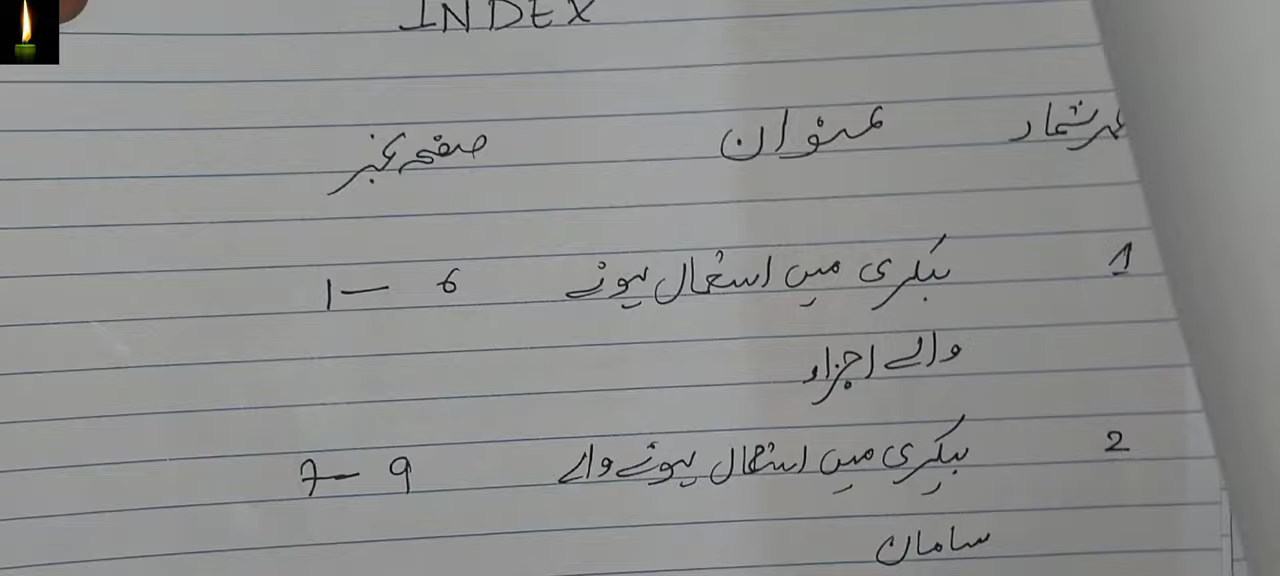 INDEX
نمبر شمار عنوان صفحہ نمبر
1 بیکری میں استعمال ہونے 1 — 6
والے اجزاء
2 بیکری میں استعمال ہونے والے 7 — 9
سامان